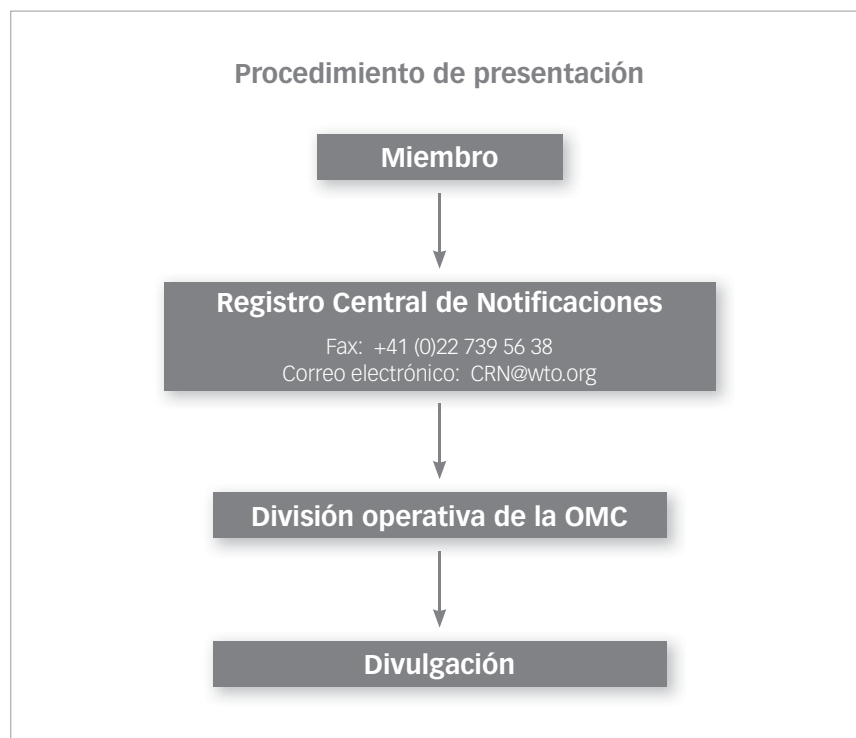 Procedimiento de presentación
Miembro
Registro Central de Notificaciones
Fax: +41 (0)22 739 56 38
Correo electrónico: CRN@wto.org
División operativa de la OMC
Divulgación